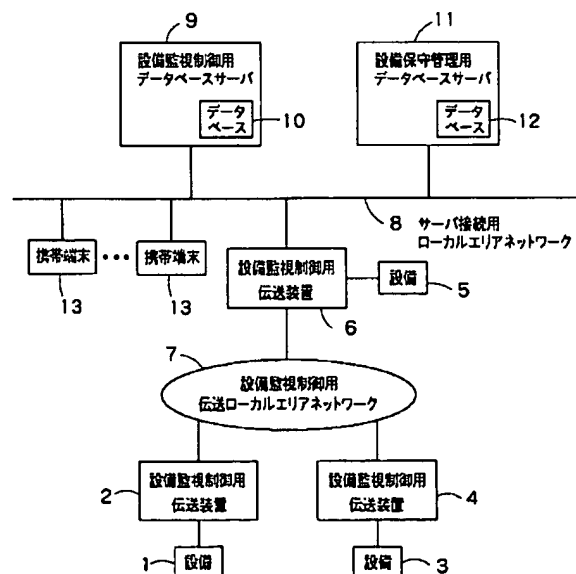 9
11
設備監視制御用
データベースサーバ
データ
ベース
10
設備保守管理用
データベースサーバ
データ
ベース
12
8
サーバ接続用
ローカルエリアネットワーク
携帯端末
・・・
携帯端末
13
13
設備監視制御用
伝送装置
6
設備
5
7
設備監視制御用
伝送ローカルエリアネットワーク
2
設備監視制御用
伝送装置
設備監視制御用
伝送装置
4
1
設備
設備
3